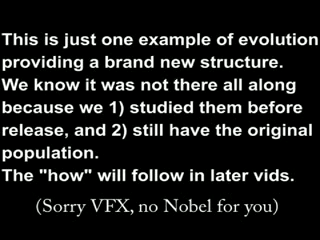 This is just one example of evolution
providing a brand new structure.
We know it was not there all along
because we 1) studied them before
release, and 2) still have the original
population.
The "how" will follow in later vids.
(Sorry VFX, no Nobel for you)